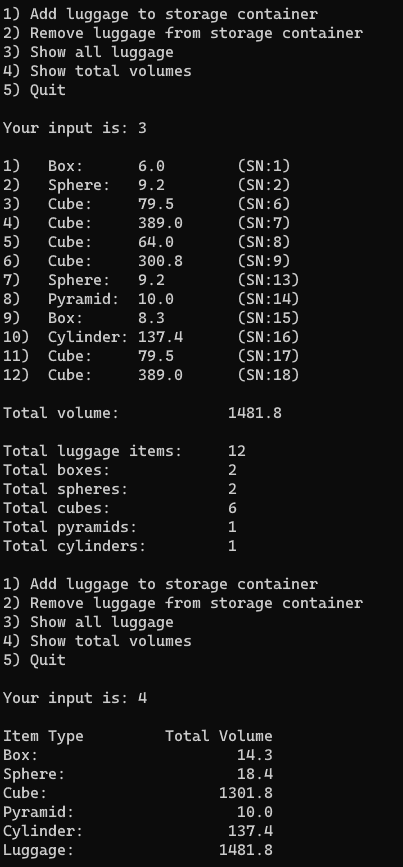 1) Add luggage to storage container
2) Remove luggage from storage container
3) Show all luggage
4) Show total volumes
5) Quit
Your input is: 3
1) Box: 6.0 (SN:1)
2) Sphere: 9.2 (SN:2)
3) Cube: 79.5 (SN:6)
4) Cube: 389.0 (SN:7)
5) Cube: 64.0 (SN:8)
6) Cube: 300.8 (SN:9)
7) Sphere: 9.2 (SN:13)
8) Pyramid: 10.0 (SN:14)
9) Box: 8.3 (SN:15)
10) Cylinder: 137.4 (SN:16)
11) Cube: 79.5 (SN:17)
12) Cube: 389.0 (SN:18)
Total volume: 1481.8
Total luggage items: 12
Total boxes: 2
Total spheres: 2
Total cubes: 6
Total pyramids: 1
Total cylinders: 1
1) Add luggage to storage container
2) Remove luggage from storage container
3) Show all luggage
4) Show total volumes
5) Quit
Your input is: 4
Item Type Total Volume
Box: 14.3
Sphere: 18.4
Cube: 1301.8
Pyramid: 10.0
Cylinder: 137.4
Luggage: 1481.8